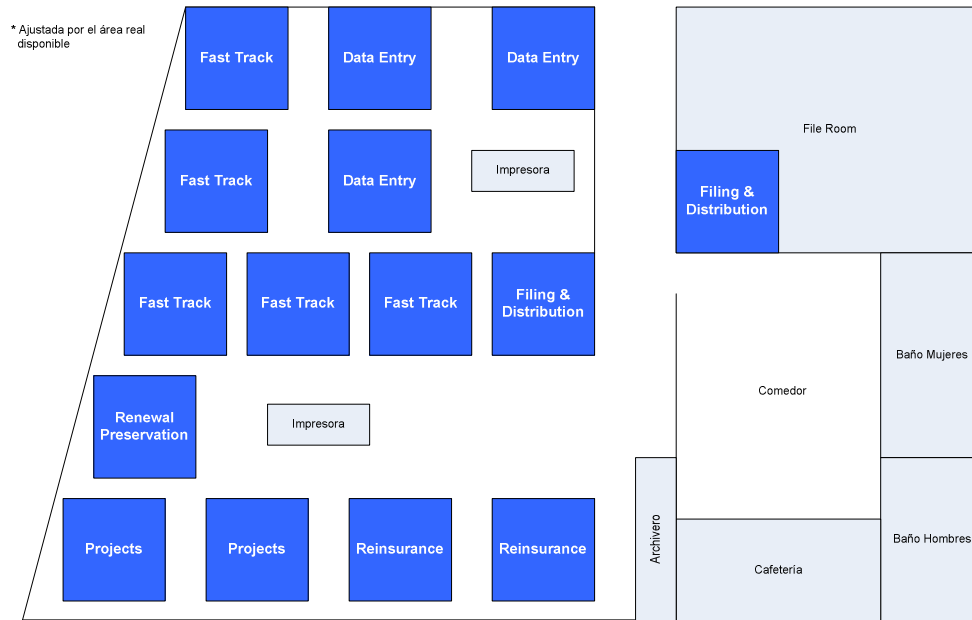 * Ajustada por el área real
disponible
Fast Track
Data Entry
Data Entry
File Room
Fast Track
Data Entry
Impresora
Filing &
Distribution
Fast Track
Fast Track
Fast Track
Filing &
Distribution
Baño Mujeres
Comedor
Renewal
Preservation
Impresora
Projects
Projects
Reinsurance
Reinsurance
Archivero
Cafetería
Baño Hombres